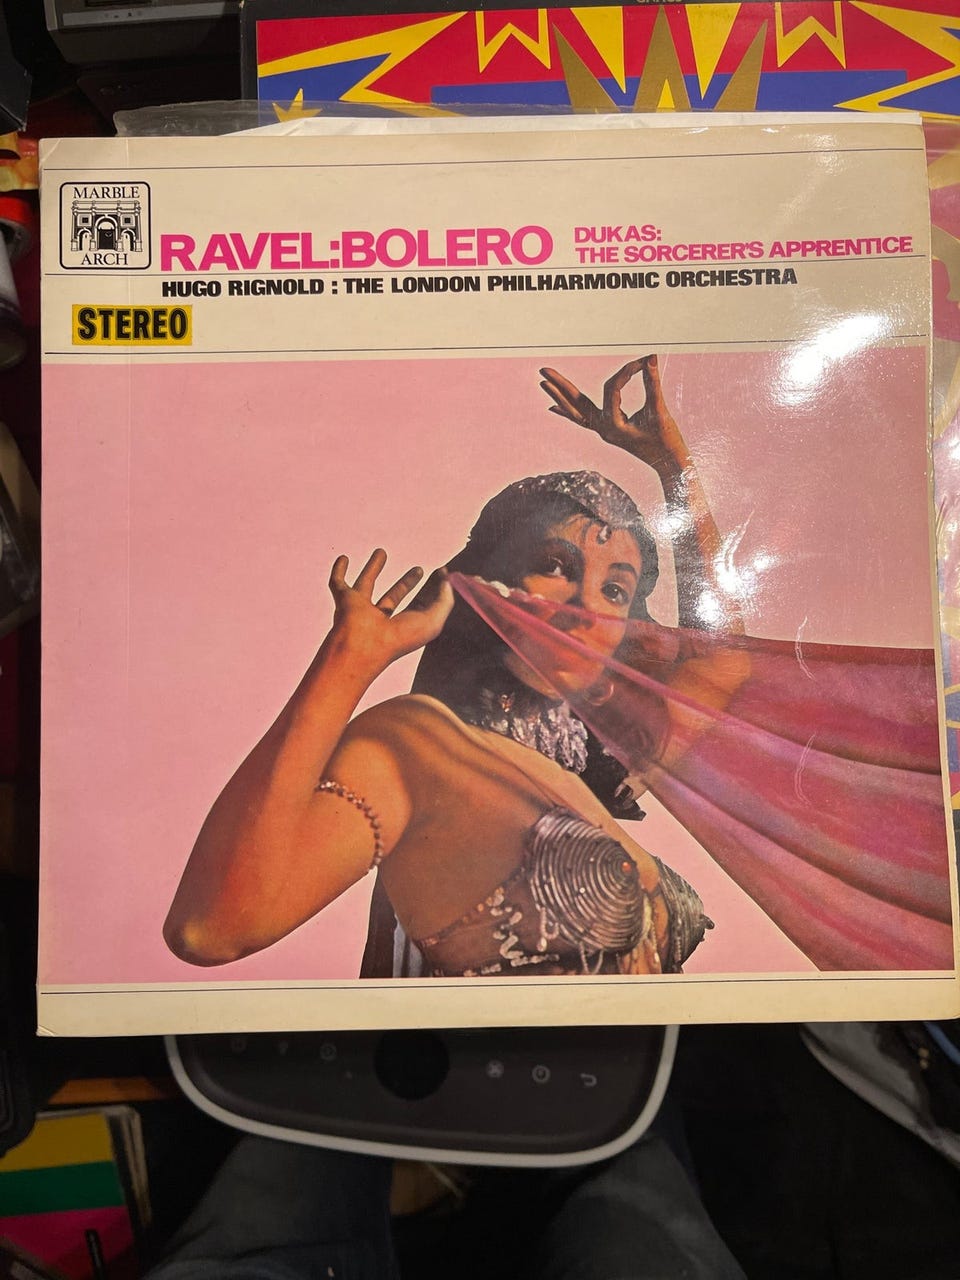 MARBLE
ARCH
RAVEL:BOLERO
DUKAS:
THE SORCERER'S APPRENTICE
HUGO RIGNOLD : THE LONDON PHILHARMONIC ORCHESTRA
STEREO